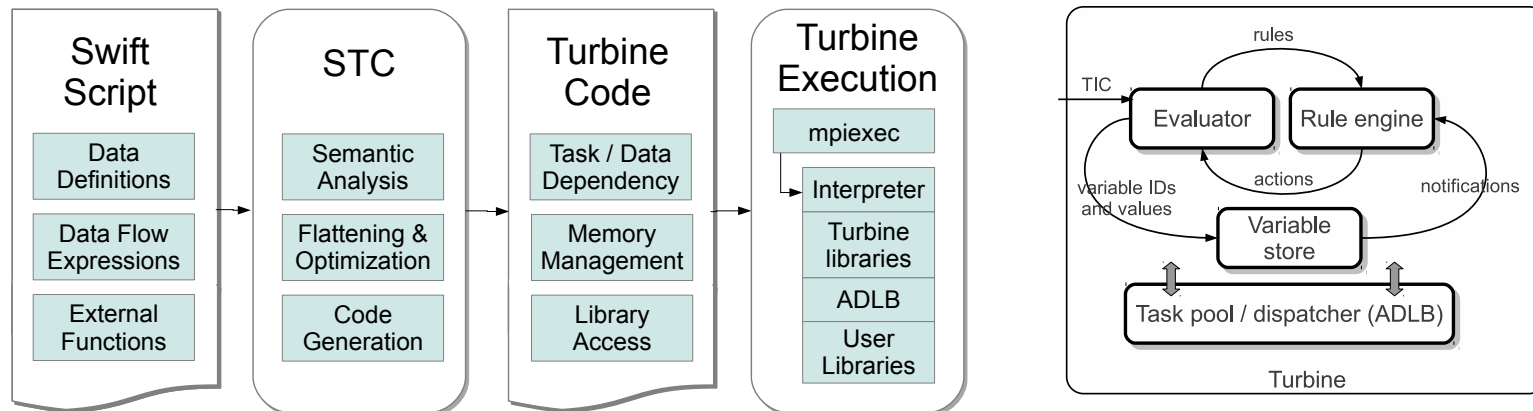 Swift
Script
Data
Definitions
Data Flow
Expressions
External
Functions
STC
Semantic
Analysis
Flattening &
Optimization
Code
Generation
Turbine
Code
Task / Data
Dependency
Memory
Management
Library
Access
Turbine
Execution
mpiexec
Interpreter
Turbine
libraries
ADLB
User
Libraries
rules
TIC
Evaluator
Rule engine
actions
variable IDs
and values
notifications
Variable
store
Task pool / dispatcher (ADLB)
Turbine